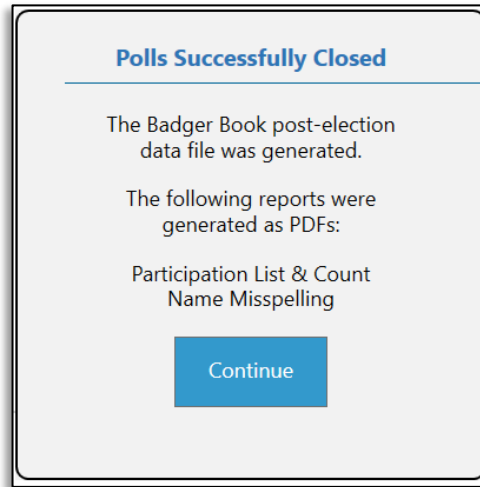 Polls Successfully Closed
The Badger Book post-election
data file was generated.
The following reports were
generated as PDFs:
Participation List & Count
Name Misspelling
Continue